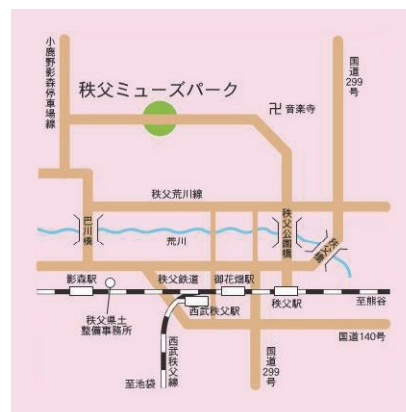 小鹿野影森停車場線
国道299号
秩父ミューズパーク
卍音楽寺
秩父荒川線
巴川橋
荒川
秩父公園橋
秩父橋
影森駅
秩父鉄道
御花畑駅
秩父駅
至熊谷
秩父県土
整備事務所
西武秩父駅
国道140号
西武秩父線
国道299号
至池袋